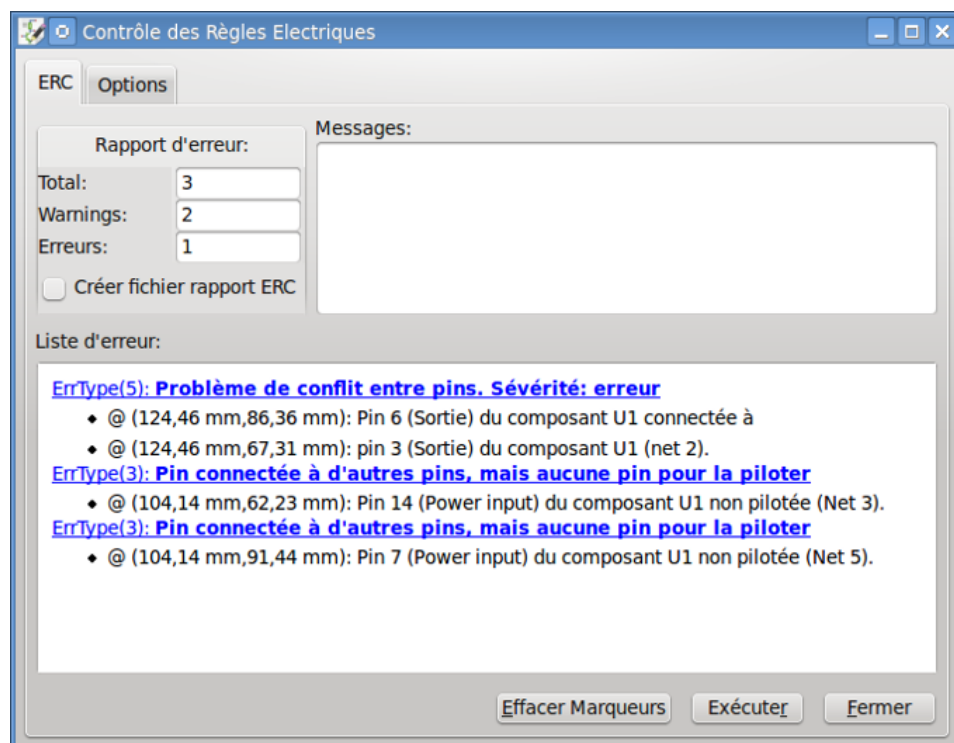 Contrôle des Règles Electriques
ERC
Options
Rapport d'erreur:
Total:
3
Warnings:
2
Erreurs:
1
Créer fichier rapport ERC
Messages:
Liste d'erreur:
ErrType(5): Problème de conflit entre pins. Sévérité: erreur
@ (124,46 mm,86,36 mm): Pin 6 (Sortie) du composant U1 connectée à
@ (124,46 mm,67,31 mm): pin 3 (Sortie) du composant U1 (net 2).
ErrType(3): Pin connectée à d'autres pins, mais aucune pin pour la piloter
@ (104,14 mm,62,23 mm): Pin 14 (Power input) du composant U1 non pilotée (Net 3).
ErrType(3): Pin connectée à d'autres pins, mais aucune pin pour la piloter
@ (104,14 mm,91,44 mm): Pin 7 (Power input) du composant U1 non pilotée (Net 5).
Effacer Marqueurs
Exécuter
Fermer